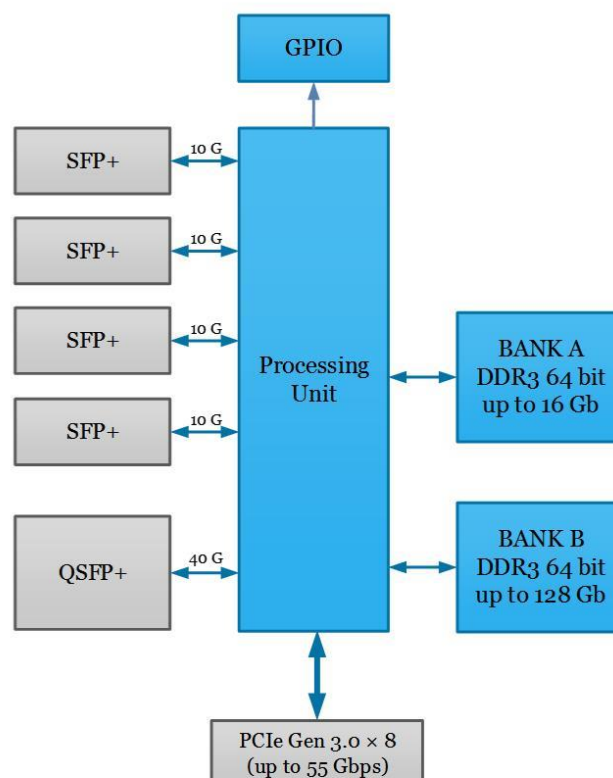 GPIO
SFP+
10 G
SFP+
10 G
SFP+
10 G
SFP+
10 G
QSFP+
40 G
Processing
Unit
BANK A
DDR3 64 bit
up to 16 Gb
BANK B
DDR3 64 bit
up to 128 Gb
PCIe Gen 3.0 × 8
(up to 55 Gbps)